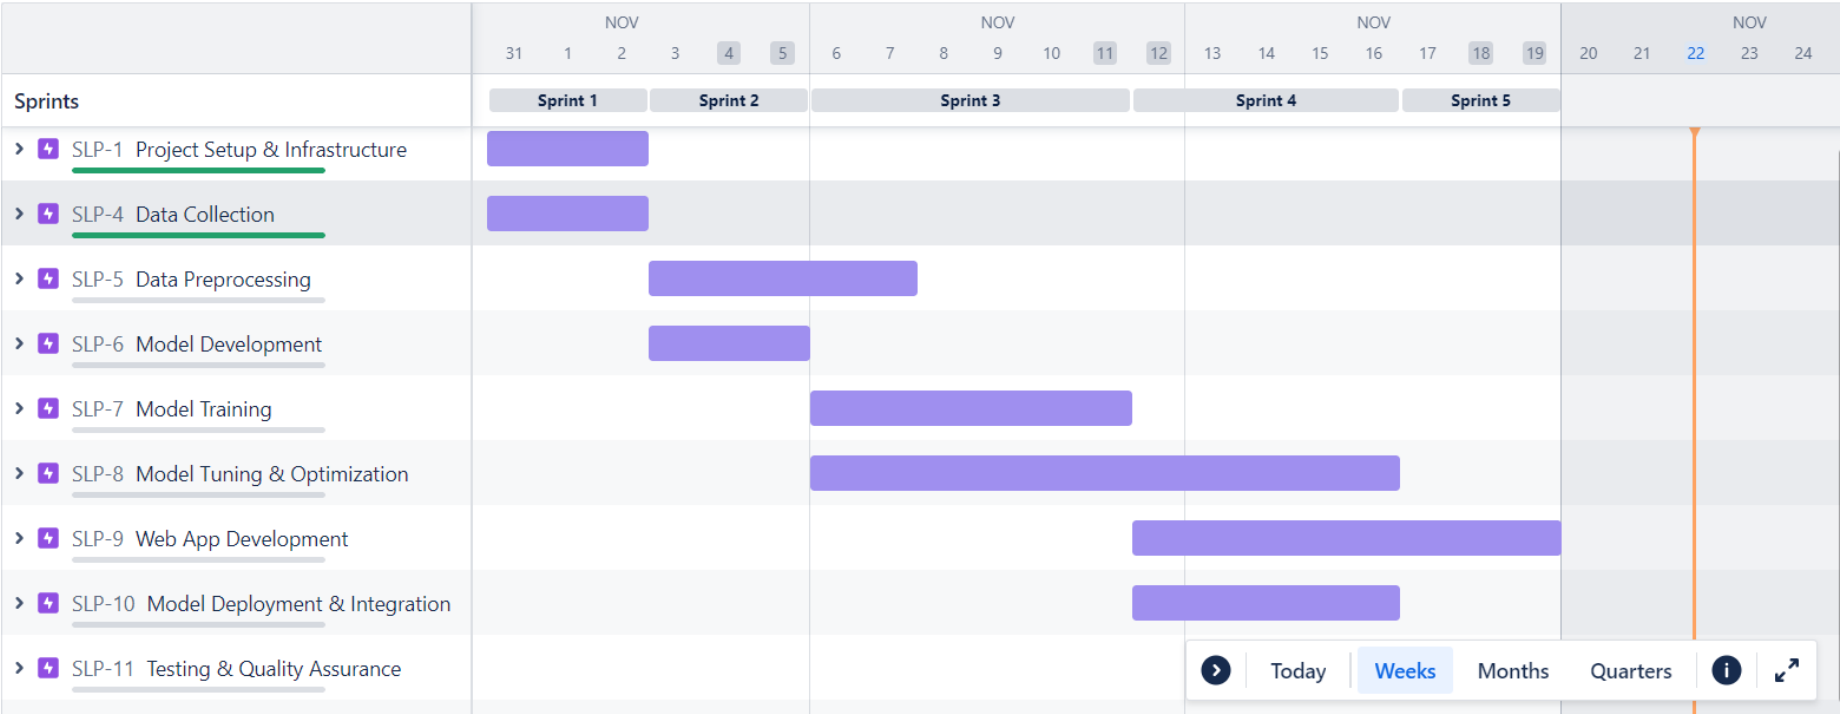 NOV NOV NOV NOV
31 1 2 3 4 5 6 7 8 9 10 11 12 13 14 15 16 17 18 19 20 21 22 23 24
Sprints Sprint 1 Sprint 2 Sprint 3 Sprint 4 Sprint 5
SLP-1 Project Setup & Infrastructure
SLP-4 Data Collection
SLP-5 Data Preprocessing
SLP-6 Model Development
SLP-7 Model Training
SLP-8 Model Tuning & Optimization
SLP-9 Web App Development
SLP-10 Model Deployment & Integration
SLP-11 Testing & Quality Assurance
Today Weeks Months Quarters